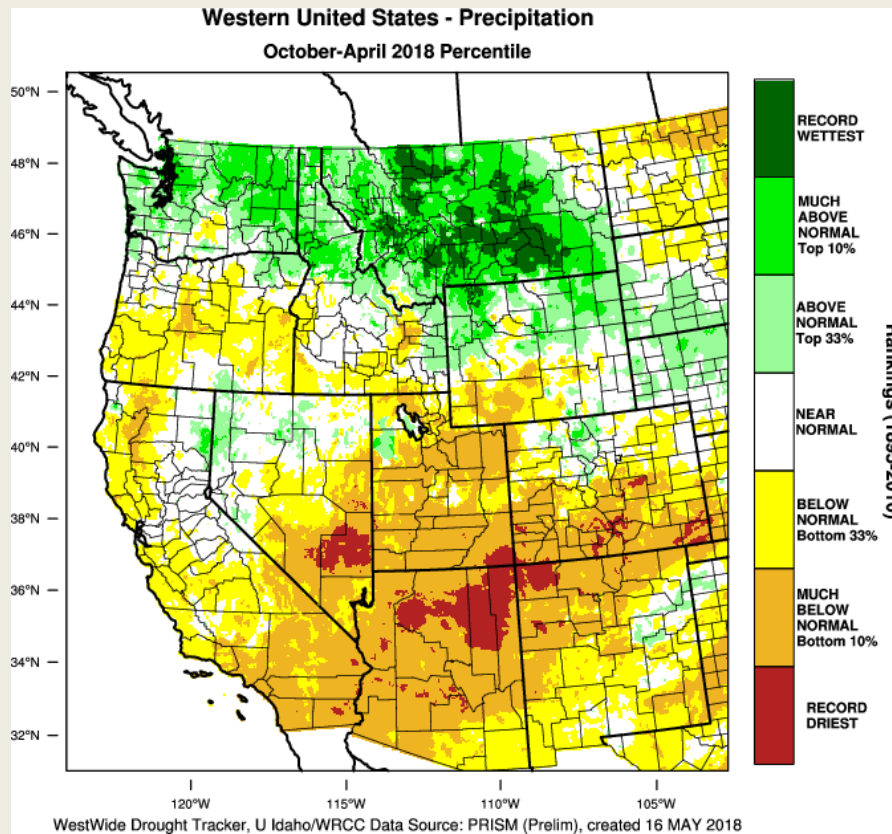 Western United States - Precipitation
October-April 2018 Percentile
50°N
48°N
46°N
44°N
42°N
40°N
38°N
36°N
34°N
32°N
120°W
115°W
110°W
105°W
RECORD
WETTEST
MUCH
ABOVE
NORMAL
Top 10%
ABOVE
NORMAL
Top 33%
NEAR
NORMAL
BELOW
NORMAL
Bottom 33%
MUCH
BELOW
NORMAL
Bottom 10%
RECORD
DRIEST
WestWide Drought Tracker, U Idaho/WRCC Data Source: PRISM (Prelim), created 16 MAY 2018